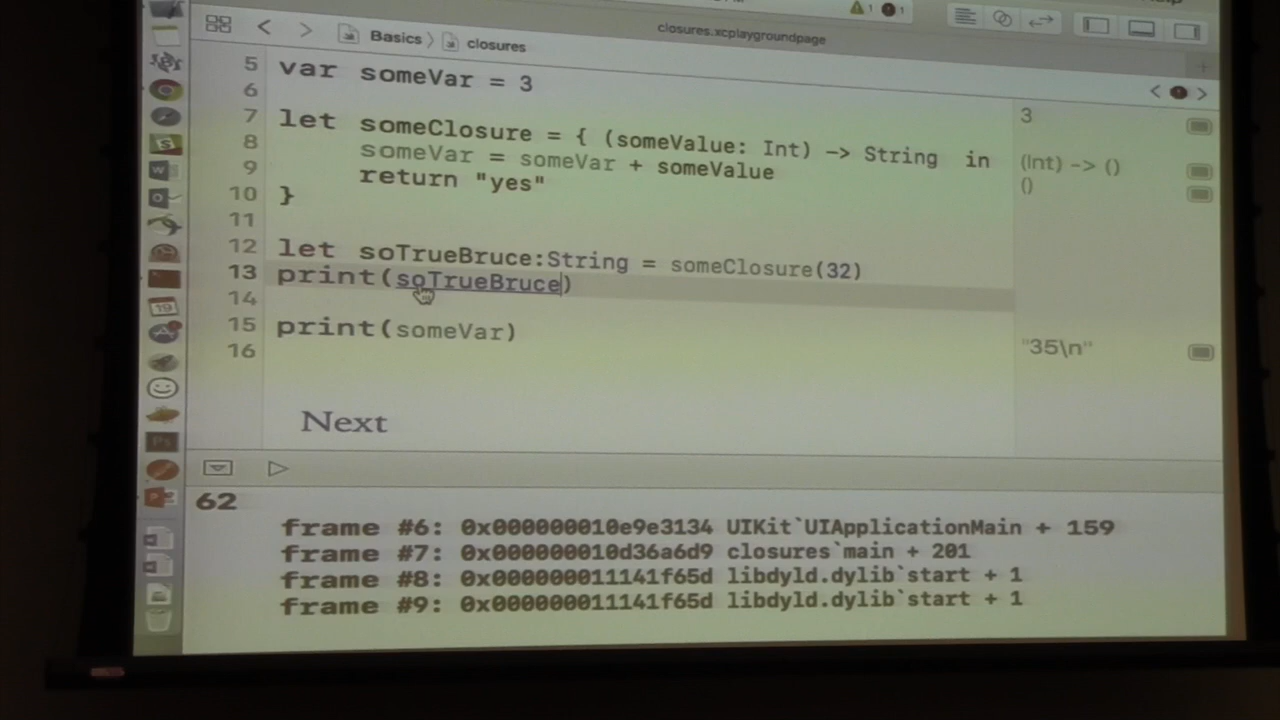 1 1
closures.xcplaygroundpage
Basics closures
5 var someVar = 3
3
6
7 let someClosure = { (someValue: Int) -> String in
(Int) -> ()
8 someVar = someVar + someValue
()
9 return "yes"
10 }
11
12 let soTrueBruce:String = someClosure(32)
13 print(soTrueBruce)
14
15 print(someVar)
"35\n"
16
Next
62
frame #6: 0x000000010e9e3134 UIKit`UIApplicationMain + 159
frame #7: 0x000000010d36a6d9 closures`main + 201
frame #8: 0x000000011141f65d libdyld.dylib`start + 1
frame #9: 0x000000011141f65d libdyld.dylib`start + 1